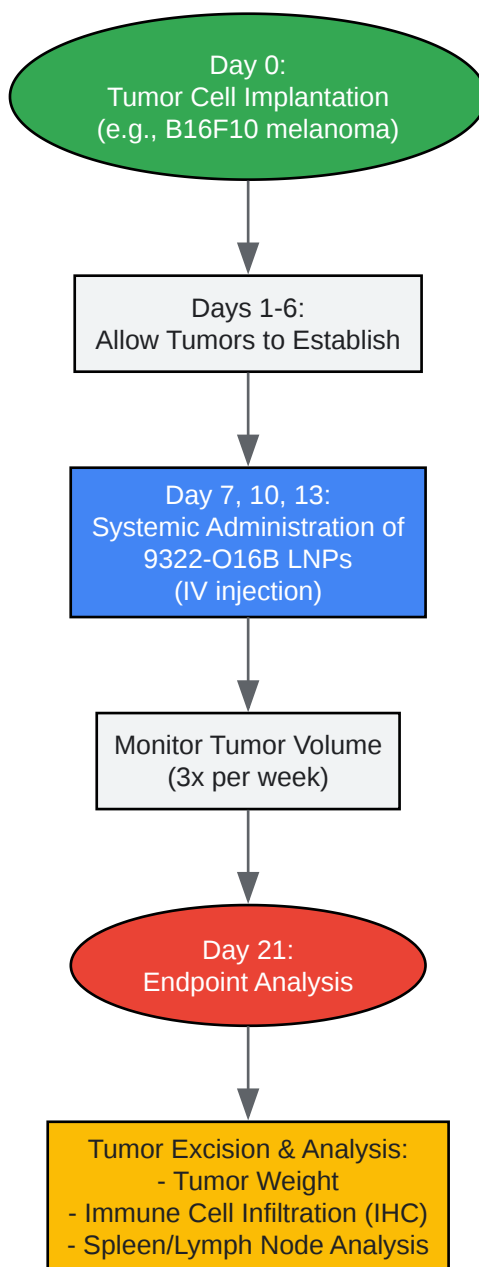 Day 0:
Tumor Cell Implantation
(e.g., B16F10 melanoma)
Days 1-6:
Allow Tumors to Establish
Day 7, 10, 13:
Systemic Administration of
9322-O16B LNPs
(IV injection)
Monitor Tumor Volume
(3x per week)
Day 21:
Endpoint Analysis
Tumor Excision & Analysis:
- Tumor Weight
- Immune Cell Infiltration (IHC)
- Spleen/Lymph Node Analysis